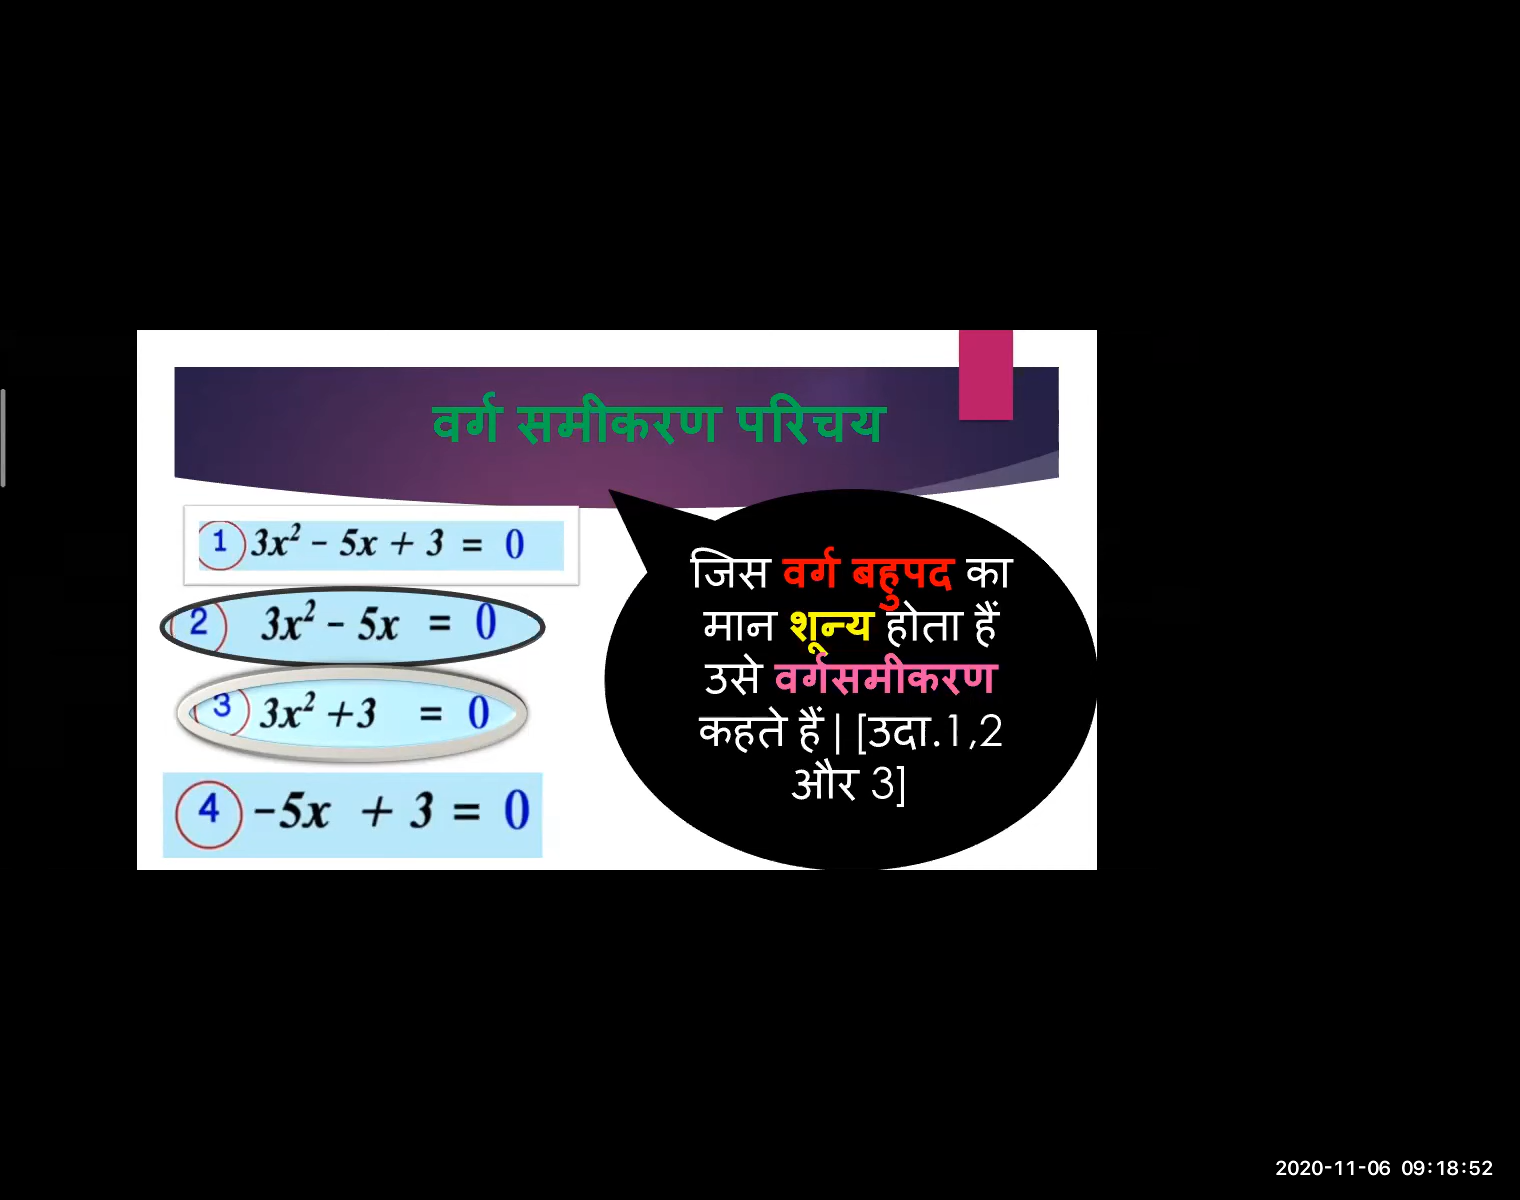 वर्ग समीकरण परिचय
1 3x² - 5x + 3 = 0
2 3x² - 5x = 0
3 3x² +3 = 0
4 -5x + 3 = 0
जिस वर्ग बहुपद का
मान शून्य होता हैं
उसे वर्गसमीकरण
कहते हैं | [उदा.1,2
और 3]
2020-11-06 09:18:52